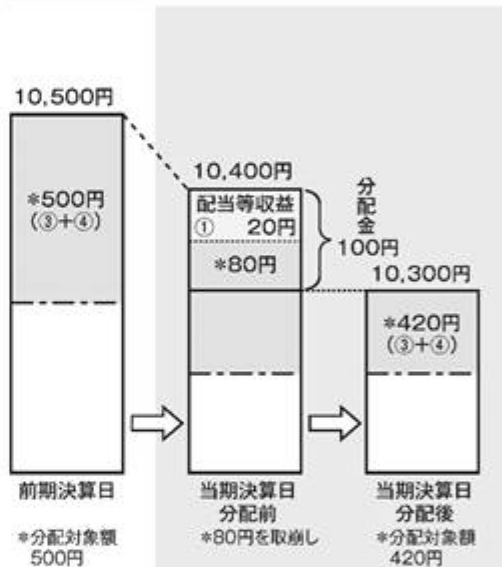 10,500円
*500円
(③+④)
前期決算日
*分配対象額
500円
10,400円
配当等収益
① 20円
*80円
分配金
100円
当期決算日
分配前
*80円を取崩し
10,300円
*420円
(③+④)
当期決算日
分配後
*分配対象額
420円